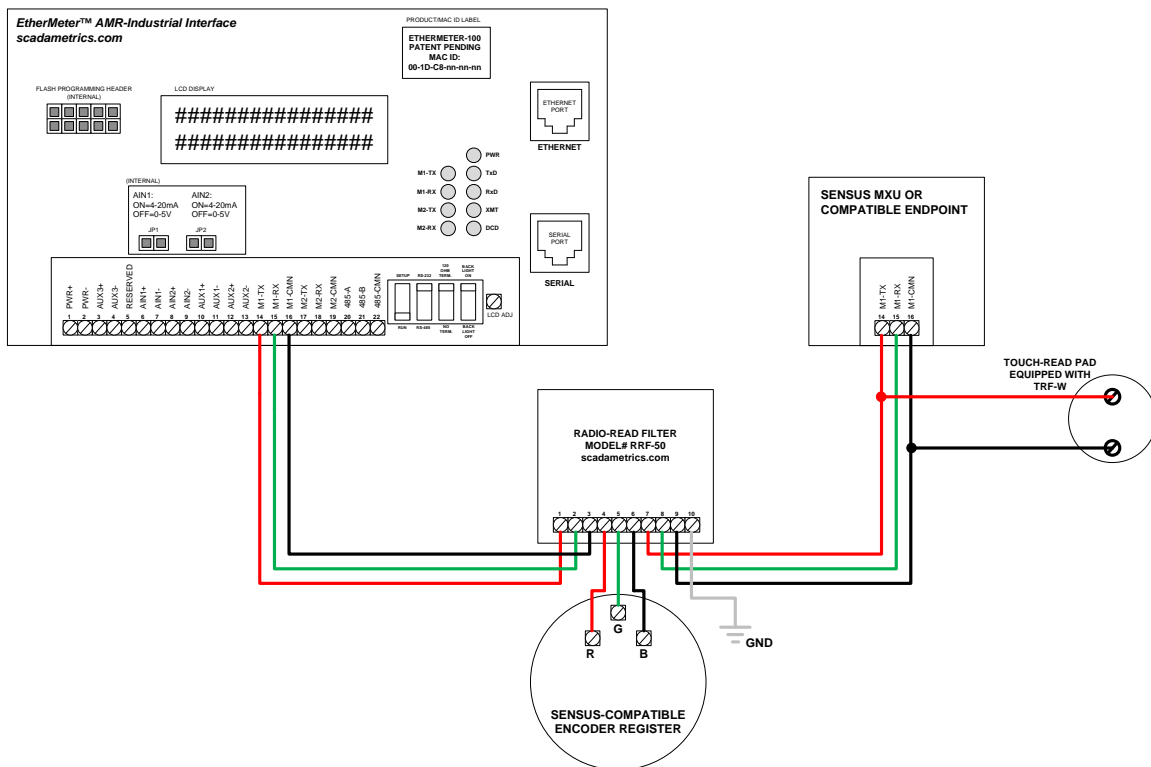 EtherMeter™ AMR-Industrial Interface
scadametrics.com
PRODUCT/MAC ID LABEL
ETHERMETER-100
PATENT PENDING
MAC ID:
00-1D-C8-nn-nn-nn
FLASH PROGRAMMING HEADER
(INTERNAL)
LCD DISPLAY
################
################
ETHERNET
PORT
ETHERNET
PWR
M1-TX
TxD
M1-RX
RxD
M2-TX
XMT
M2-RX
DCD
(INTERNAL)
AIN1:
ON=4-20mA
OFF=0-5V
AIN2:
ON=4-20mA
OFF=0-5V
JP1
JP2
SERIAL
PORT
SERIAL
PWR+
PWR-
AUX3+
AUX3-
RESERVED
AIN1+
AIN1-
AIN2+
AIN2-
AUX1+
AUX1-
AUX2+
AUX2-
M1-TX
M1-RX
M1-CMN
M2-TX
M2-RX
M2-CMN
485-A
485-B
485-CMN
1 2 3 4 5 6 7 8 9 10 11 12 13 14 15 16 17 18 19 20 21 22
SETUP
RS-232
120
OHM
TERM.
BACK
LIGHT
ON
RUN
RS-485
NO
TERM.
BACK
LIGHT
OFF
LCD ADJ
SENSUS MXU OR
COMPATIBLE ENDPOINT
M1-TX
M1-RX
M1-CMN
14 15 16
TOUCH-READ PAD
EQUIPPED WITH
TRF-W
RADIO-READ FILTER
MODEL# RRF-50
scadametrics.com
1 2 3 4 5 6 7 8 9 10
G
R
B
GND
SENSUS-COMPATIBLE
ENCODER REGISTER